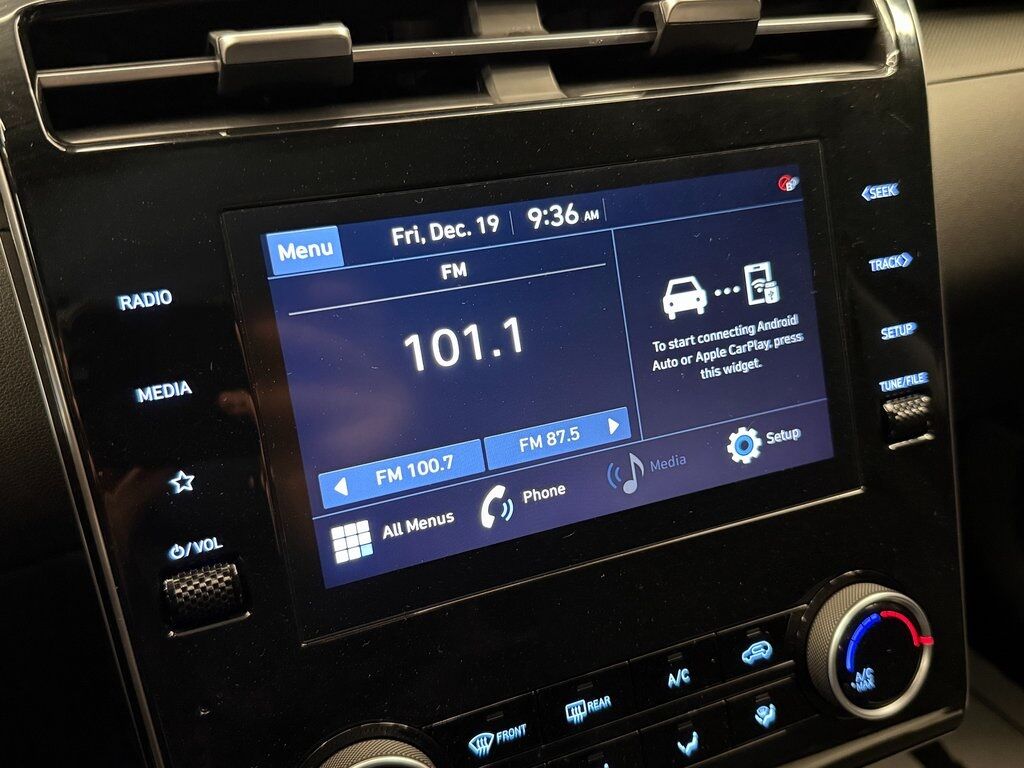 Menu
Fri, Dec. 19
9:36 AM
FM
101.1
FM 100.7
FM 87.5
To start connecting Android
Auto or Apple CarPlay, press
this widget.
All Menus
Phone
Media
Setup
RADIO
MEDIA
/VOL
SEEK
TRACK
SETUP
TUNE/FILE
FRONT
REAR
A/C
A/C
MAX